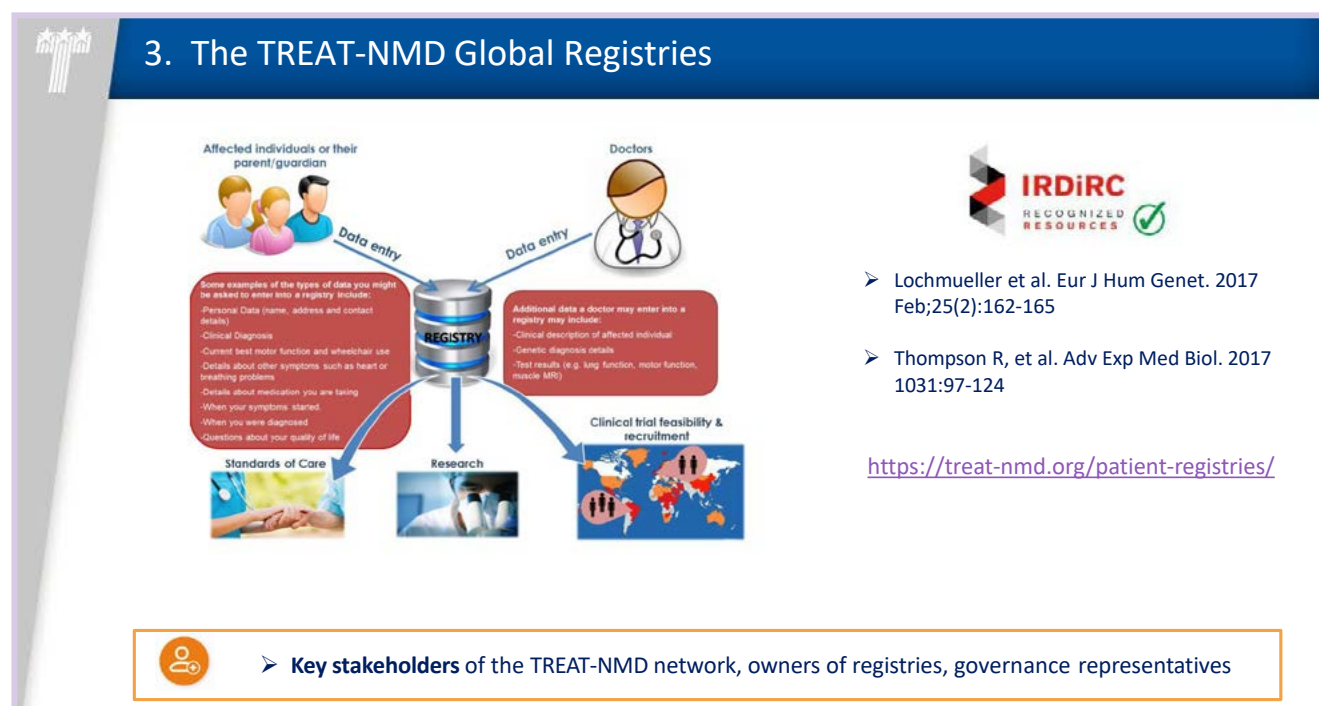 3. The TREAT-NMD Global Registries
Affected individuals or their
parent/guardian
Doctors
Data entry
Data entry
Some examples of the types of data you might
be asked to enter into a registry include:
-Personal Data (name, address and contact
details)
-Clinical Diagnosis
-Current best motor function and wheelchair use
-Details about other symptoms such as heart or
breathing problems
-Details about medication you are taking
-When your symptoms started
-When you were diagnosed
-Questions about your quality of life
REGISTRY
Additional data a doctor may enter into a
registry may include:
-Clinical description of affected individual
-Genetic diagnosis details
-Test results (e.g. lung function, motor function,
muscle MRI)
Standards of Care
Research
Clinical trial feasibility &
recruitment
IRDiRC
RECOGNIZED
RESOURCES
➢ Lochmueller et al. Eur J Hum Genet. 2017
Feb;25(2):162-165
➢ Thompson R, et al. Adv Exp Med Biol. 2017
1031:97-124
https://treat-nmd.org/patient-registries/
➢ Key stakeholders of the TREAT-NMD network, owners of registries, governance representatives